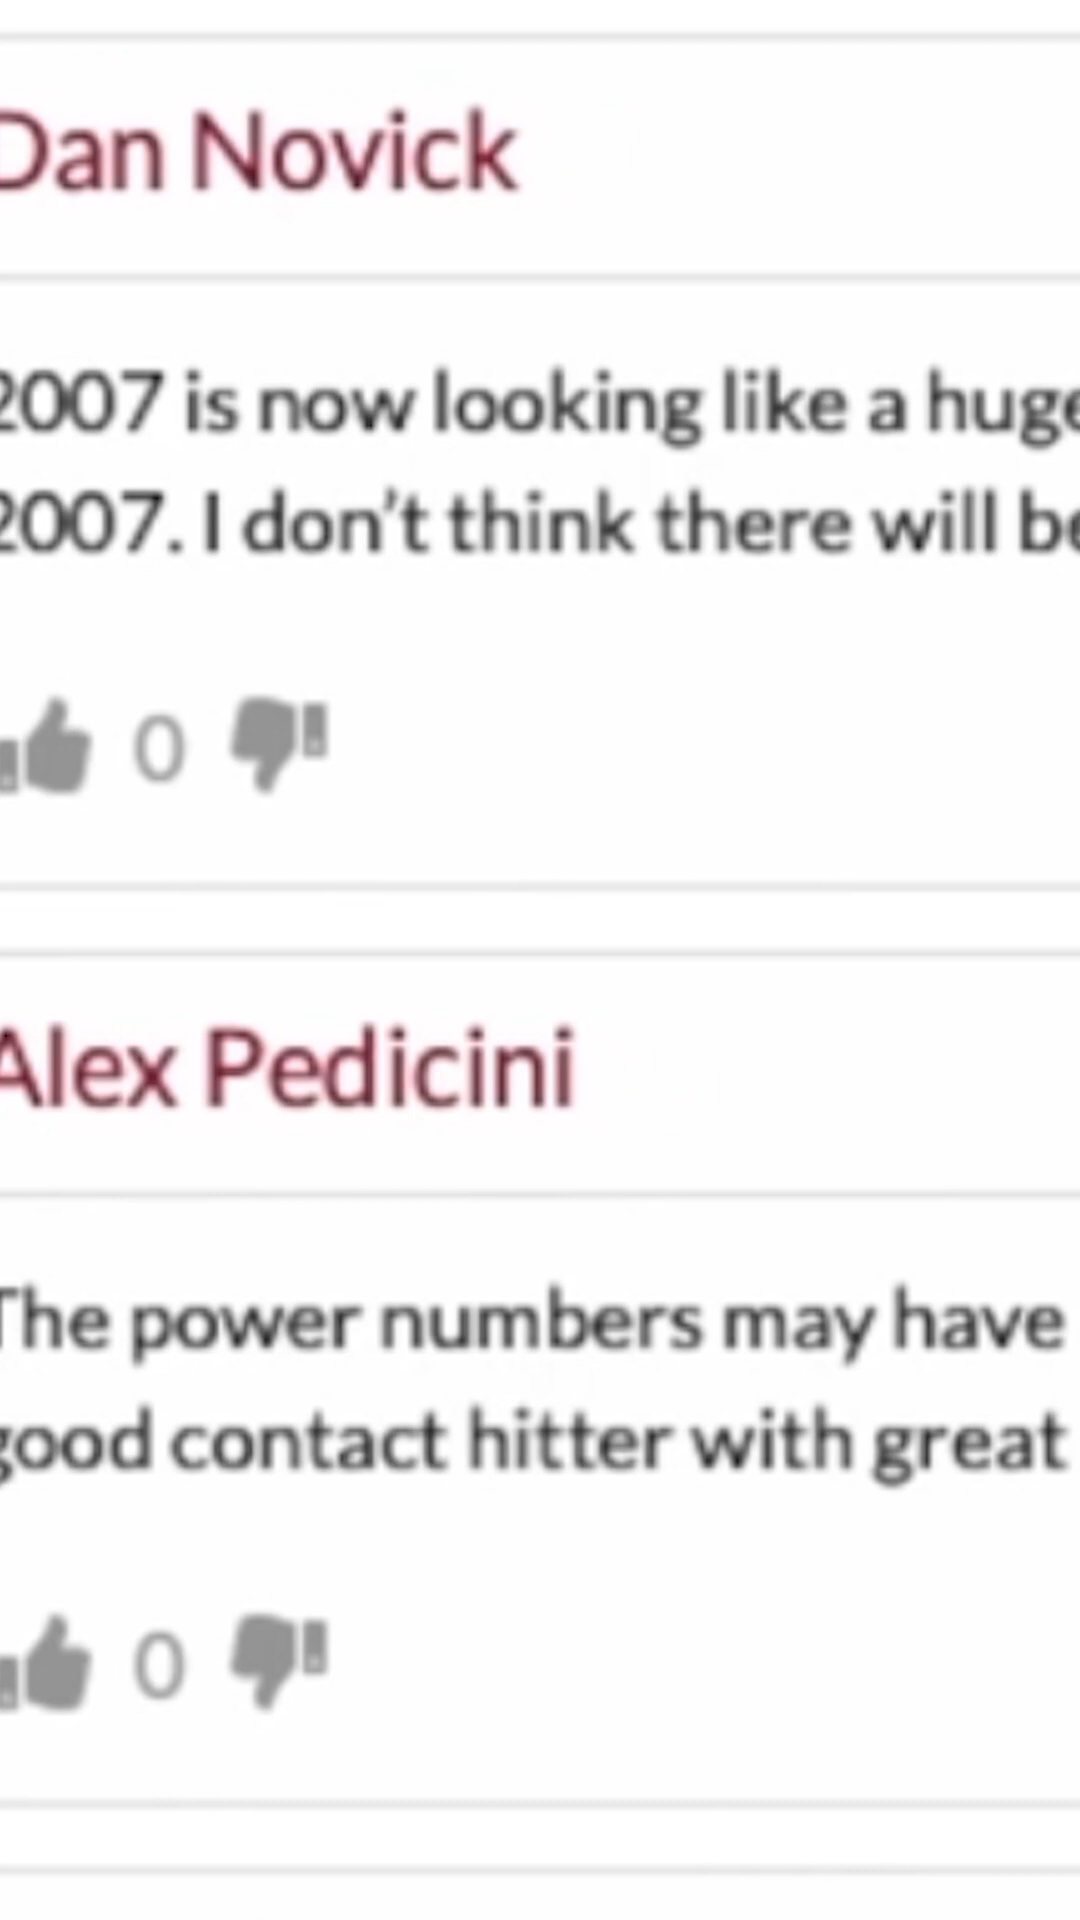 Dan Novick
2007 is now looking like a huge
2007. I don’t think there will be
0
Alex Pedicini
The power numbers may have
good contact hitter with great
0